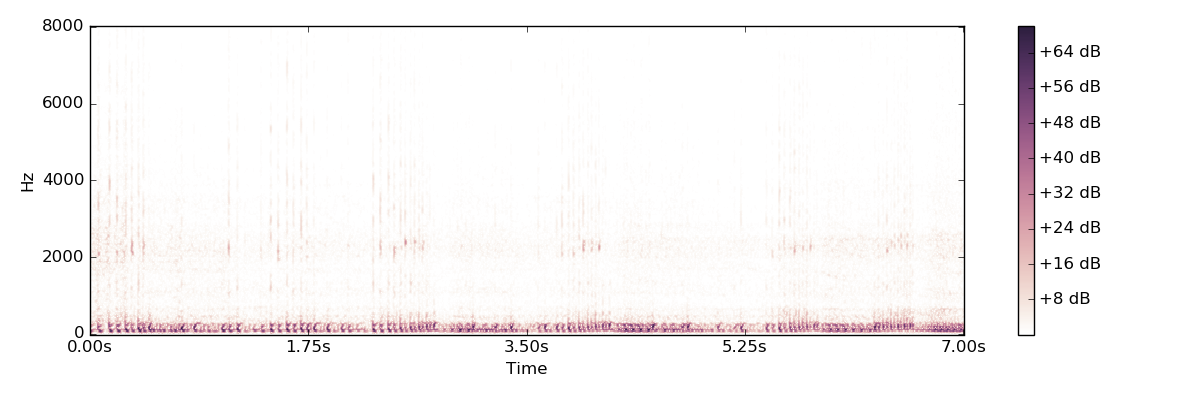 8000
6000
4000
2000
0
Hz
0.00s
1.75s
3.50s
5.25s
7.00s
Time
+64 dB
+56 dB
+48 dB
+40 dB
+32 dB
+24 dB
+16 dB
+8 dB